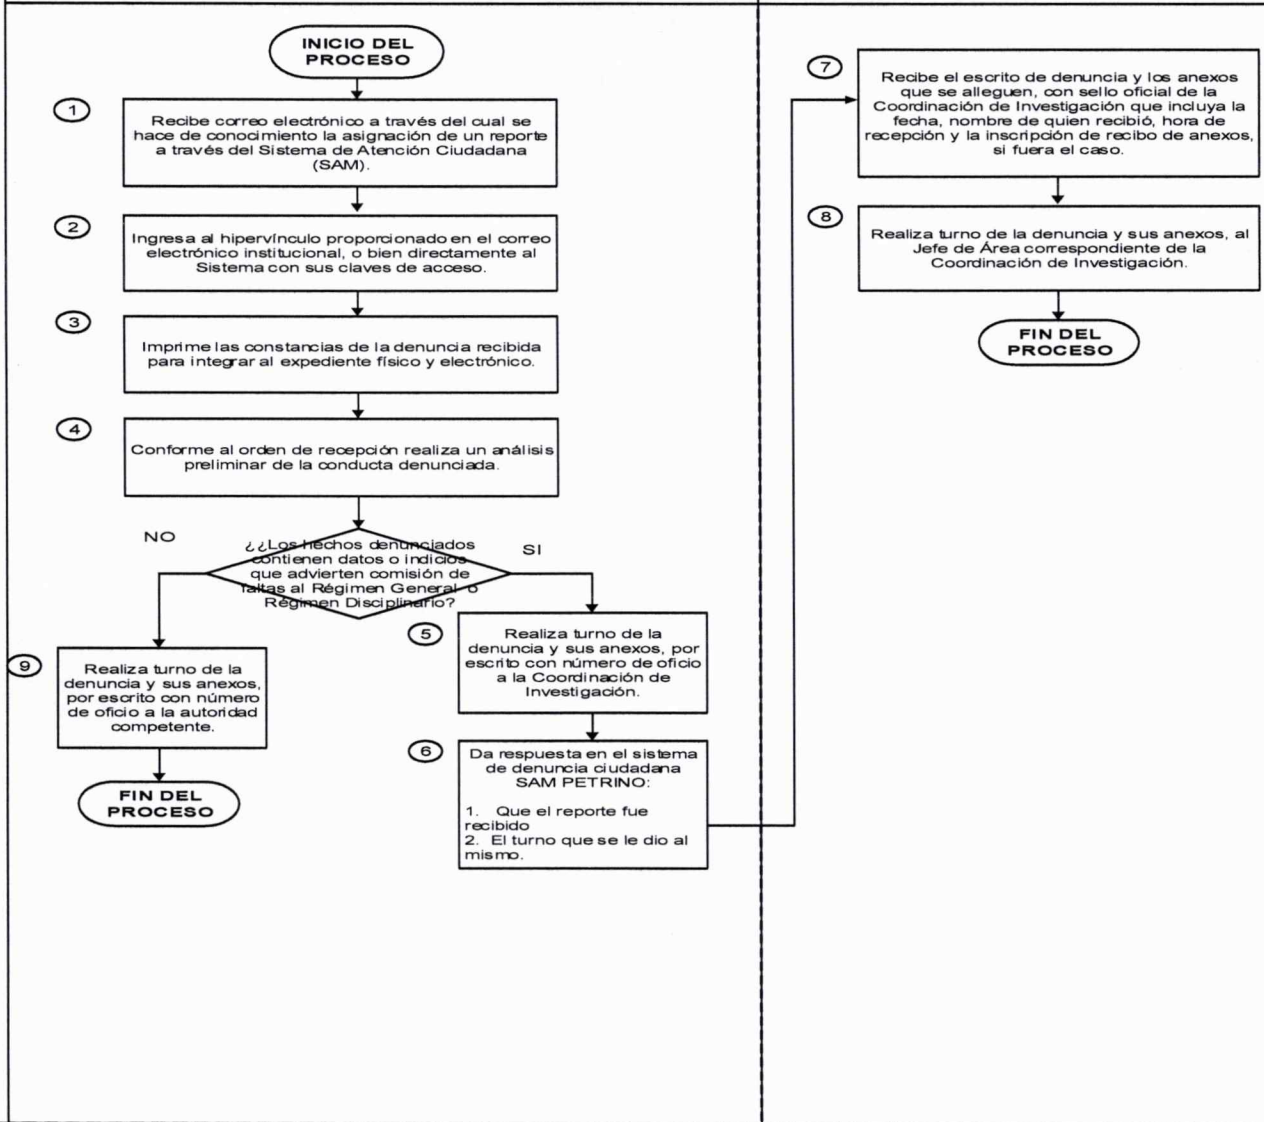 INICIO DEL
PROCESO
1
Recibe correo electrónico a través del cual se
hace de conocimiento la asignación de un reporte
a través del Sistema de Atención Ciudadana
(SAM).
2
Ingresa al hipervínculo proporcionado en el correo
electrónico institucional, o bien directamente al
Sistema con sus claves de acceso.
3
Imprime las constancias de la denuncia recibida
para integrar al expediente físico y electrónico.
4
Conforme al orden de recepción realiza un análisis
preliminar de la conducta denunciada.
NO
¿¿Los hechos denunciados
contienen datos o indicios
que advierten comisión de
faltas al Régimen General o
Régimen Disciplinario?
SI
9
Realiza turno de la
denuncia y sus anexos,
por escrito con número
de oficio a la autoridad
competente.
FIN DEL
PROCESO
5
Realiza turno de la
denuncia y sus anexos, por
escrito con número de oficio
a la Coordinación de
Investigación.
6
Da respuesta en el sistema
de denuncia ciudadana
SAM PETRINO:
1. Que el reporte fue
recibido
2. El turno que se le dio al
mismo.
7
Recibe el escrito de denuncia y los anexos
que se alleguen, con sello oficial de la
Coordinación de Investigación que incluya la
fecha, nombre de quien recibió, hora de
recepción y la inscripción de recibo de anexos,
si fuera el caso.
8
Realiza turno de la denuncia y sus anexos, al
Jefe de Área correspondiente de la
Coordinación de Investigación.
FIN DEL
PROCESO